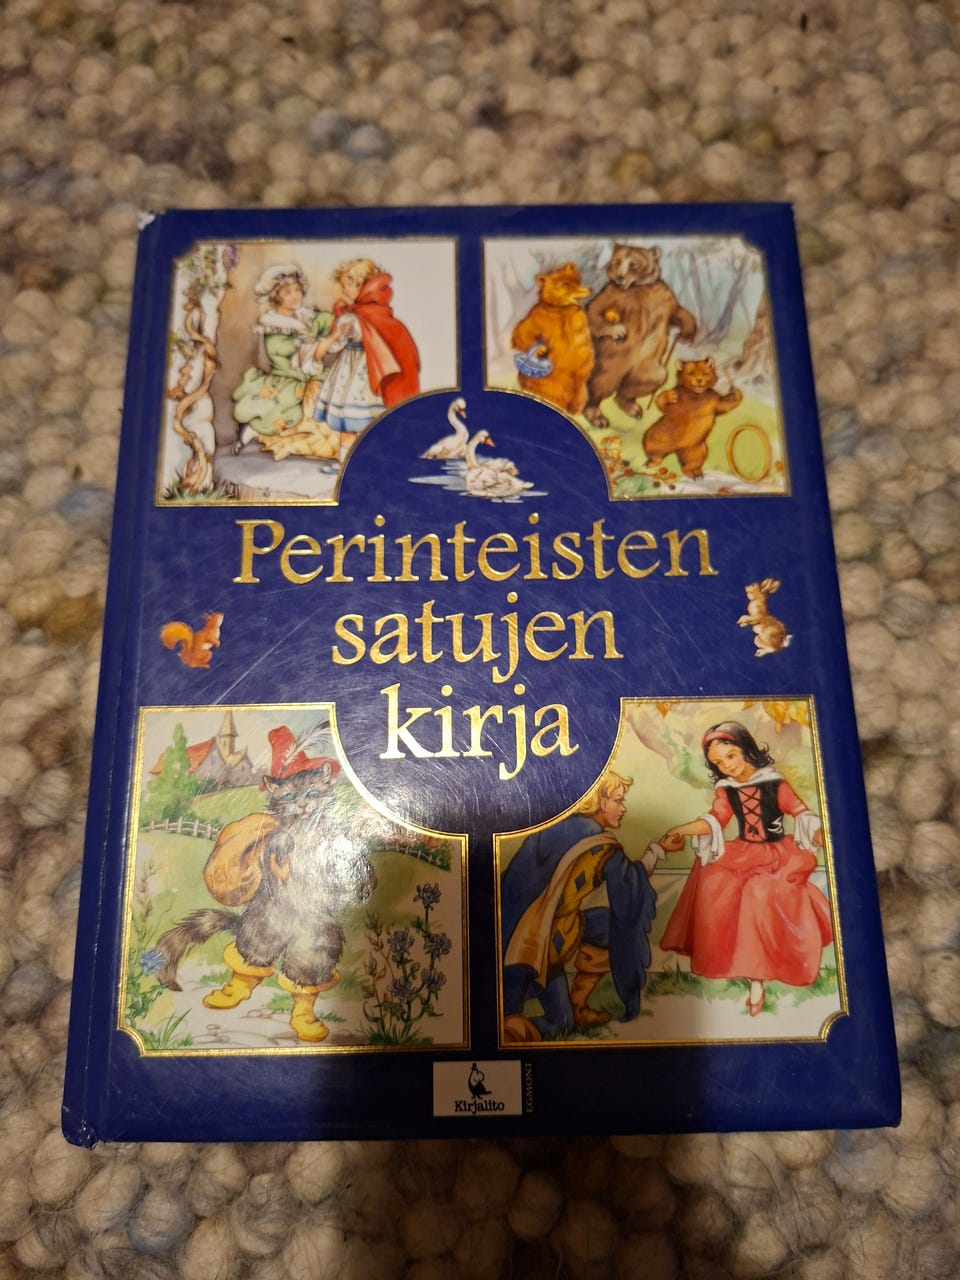 Perinteisten
satujen
kirja
Kirjalito
EGMONT